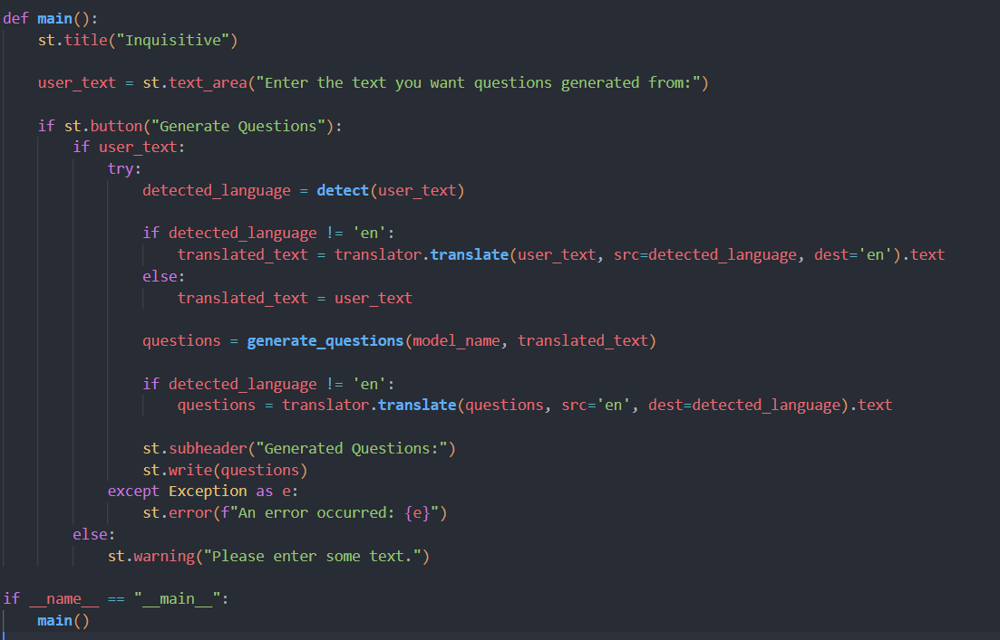 def main():
    st.title("Inquisitive")

    user_text = st.text_area("Enter the text you want questions generated from:")

    if st.button("Generate Questions"):
        if user_text:
            try:
                detected_language = detect(user_text)

                if detected_language != 'en':
                    translated_text = translator.translate(user_text, src=detected_language, dest='en').text
                else:
                    translated_text = user_text

                questions = generate_questions(model_name, translated_text)

                if detected_language != 'en':
                    questions = translator.translate(questions, src='en', dest=detected_language).text

                st.subheader("Generated Questions:")
                st.write(questions)
            except Exception as e:
                st.error(f"An error occurred: {e}")
        else:
            st.warning("Please enter some text.")

if __name__ == "__main__":
    main()